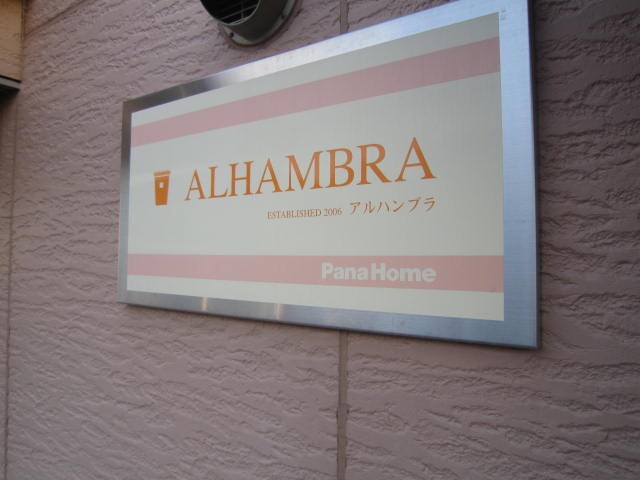 ALHAMBRA
ESTABLISHED 2006 アルハンブラ
PanaHome